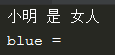 小明 是 女人
blue =